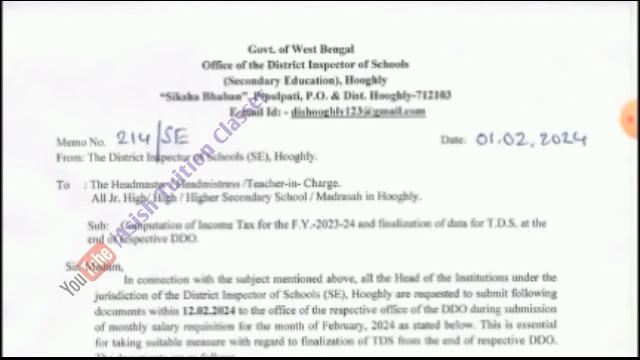 Govt. of West Bengal
Office of the District Inspector of Schools
(Secondary Education), Hooghly
“Siksha Bhaban”, Pipulpati, P.O. & Dist. Hooghly-712103
E-mail Id: - dishooghly123@gmail.com
Memo No. 214/SE Date: 01.02.2024
From: The District Inspector of Schools (SE), Hooghly.
To : The Headmaster/Headmistress /Teacher-in- Charge.
All Jr. High/ High / Higher Secondary School / Madrasah in Hooghly.
Sub: Computation of Income Tax for the F.Y.-2023-24 and finalization of data for T.D.S. at the
end of respective DDO.
Sir/ Madam,
In connection with the subject mentioned above, all the Head of the Institutions under the
jurisdiction of the District Inspector of Schools (SE), Hooghly are requested to submit following
documents within 12.02.2024 to the office of the respective office of the DDO during submission
of monthly salary requisition for the month of February, 2024 as stated below. This is essential
for taking suitable measure with regard to finalization of TDS from the end of respective DDO.
YouTube /Asish Tuition Classes